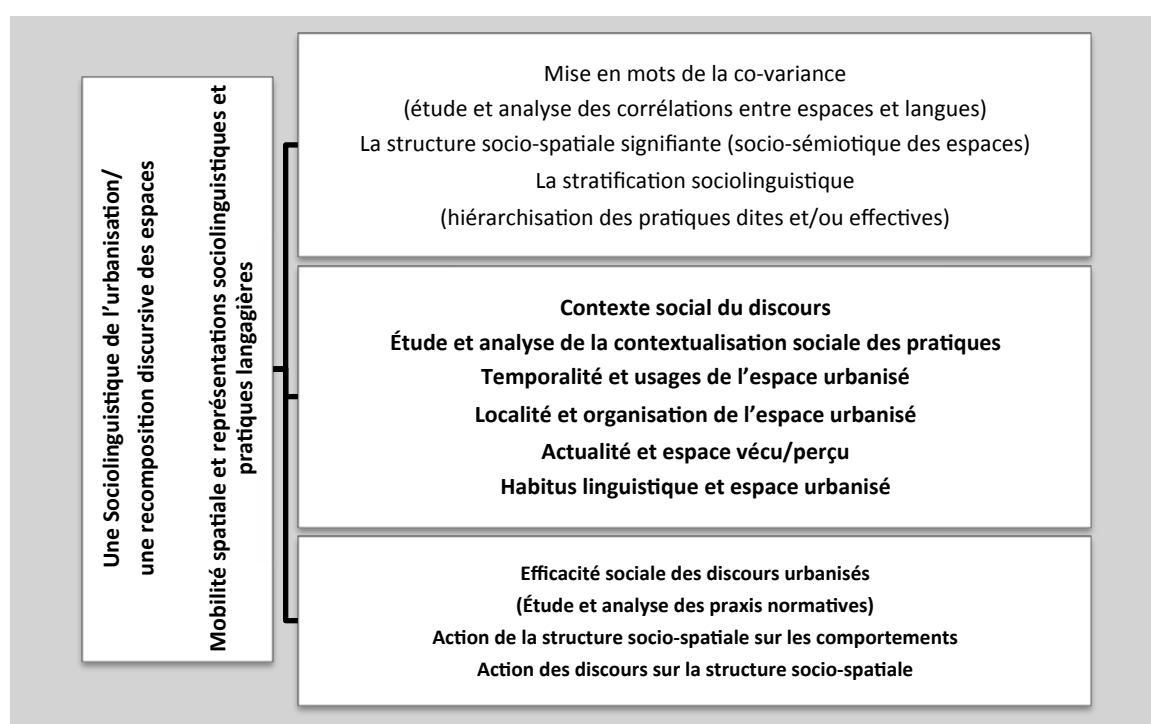 Une Sociolinguistique de l'urbanisation/
une recomposition discursive des espaces
Mobilité spatiale et représentations sociolinguistiques et
pratiques langagières
Mise en mots de la co-variance
(étude et analyse des corrélations entre espaces et langues)
La structure socio-spatiale signifiante (socio-sémiotique des espaces)
La stratification sociolinguistique
(hiérarchisation des pratiques dites et/ou effectives)
Contexte social du discours
Étude et analyse de la contextualisation sociale des pratiques
Temporalité et usages de l'espace urbanisé
Localité et organisation de l'espace urbanisé
Actualité et espace vécu/perçu
Habitus linguistique et espace urbanisé
Efficacité sociale des discours urbanisés
(Étude et analyse des praxis normatives)
Action de la structure socio-spatiale sur les comportements
Action des discours sur la structure socio-spatiale